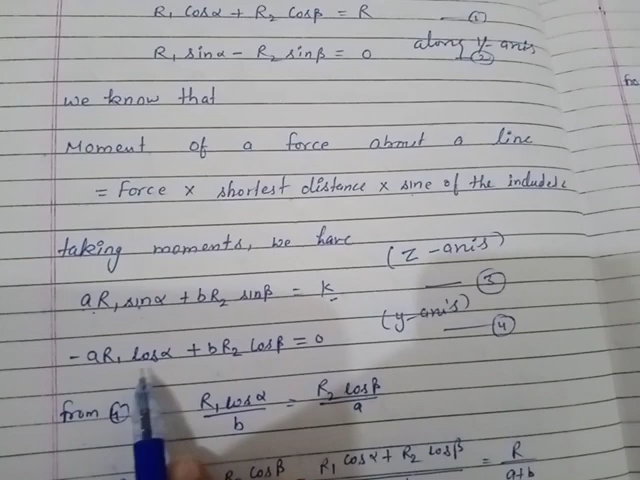 R₁ cosα + R₂ cosβ = R ①
R₁ sinα - R₂ sinβ = 0 along y-axis ②
we know that
Moment of a force about a line
= Force × shortest distance × sine of the
taking moments, we have (z-axis)
aR₁ sinα + bR₂ sinβ = K ③
-aR₁ cosα + bR₂ cosβ = 0 (y-axis) ④
from ④ R₁ cosα / b = R₂ cosβ / a
R₂ cosβ R₁ cosα + R₂ cosβ = R / a+b